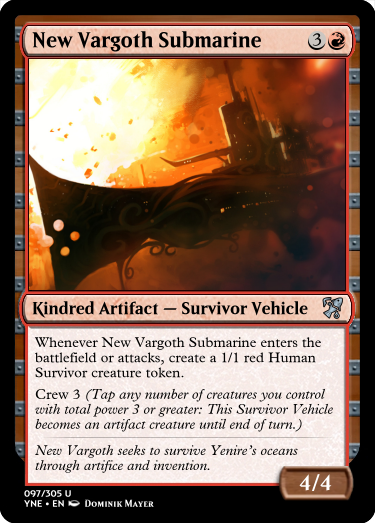 New Vargoth Submarine 3
Kindred Artifact — Survivor Vehicle
Whenever New Vargoth Submarine enters the
battlefield or attacks, create a 1/1 red Human
Survivor creature token.
Crew 3 (Tap any number of creatures you control
with total power 3 or greater: This Survivor Vehicle
becomes an artifact creature until end of turn.)
New Vargoth seeks to survive Yenire's oceans
through artifice and invention.
4/4
097/305 U
YNE • EN Dominik Mayer